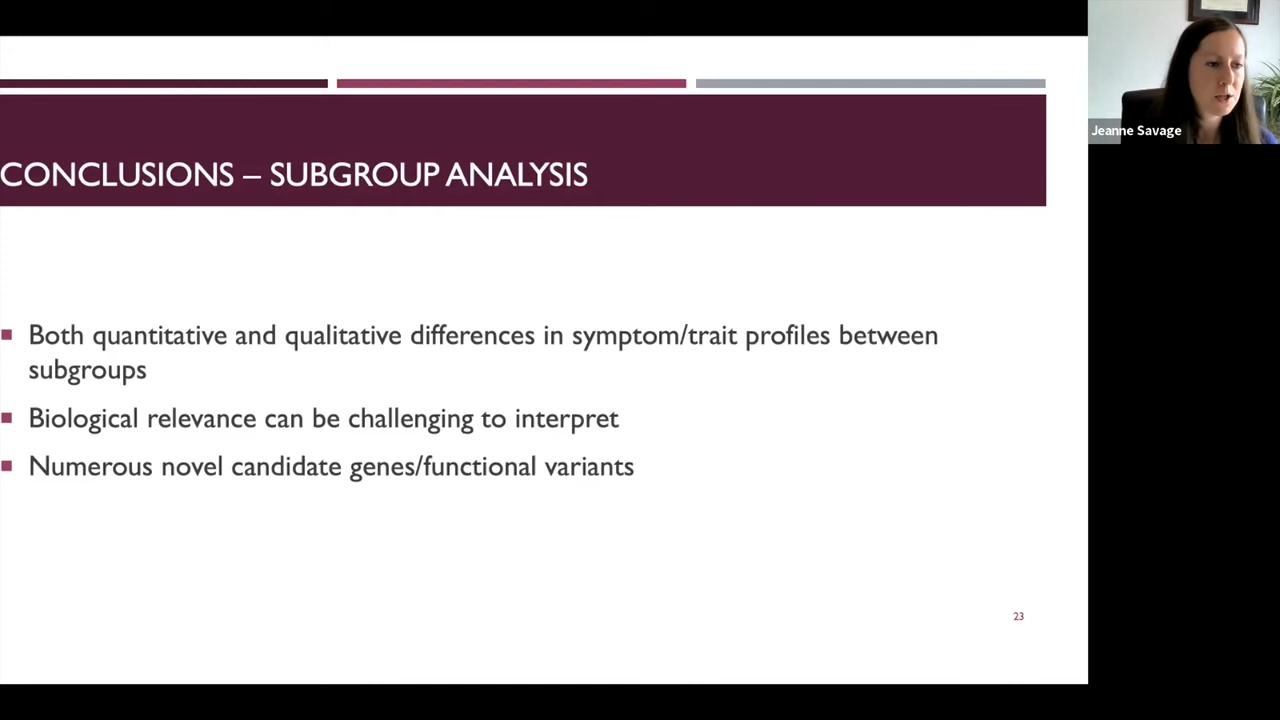 Jeanne Savage
CONCLUSIONS – SUBGROUP ANALYSIS
Both quantitative and qualitative differences in symptom/trait profiles between
subgroups
Biological relevance can be challenging to interpret
Numerous novel candidate genes/functional variants
23